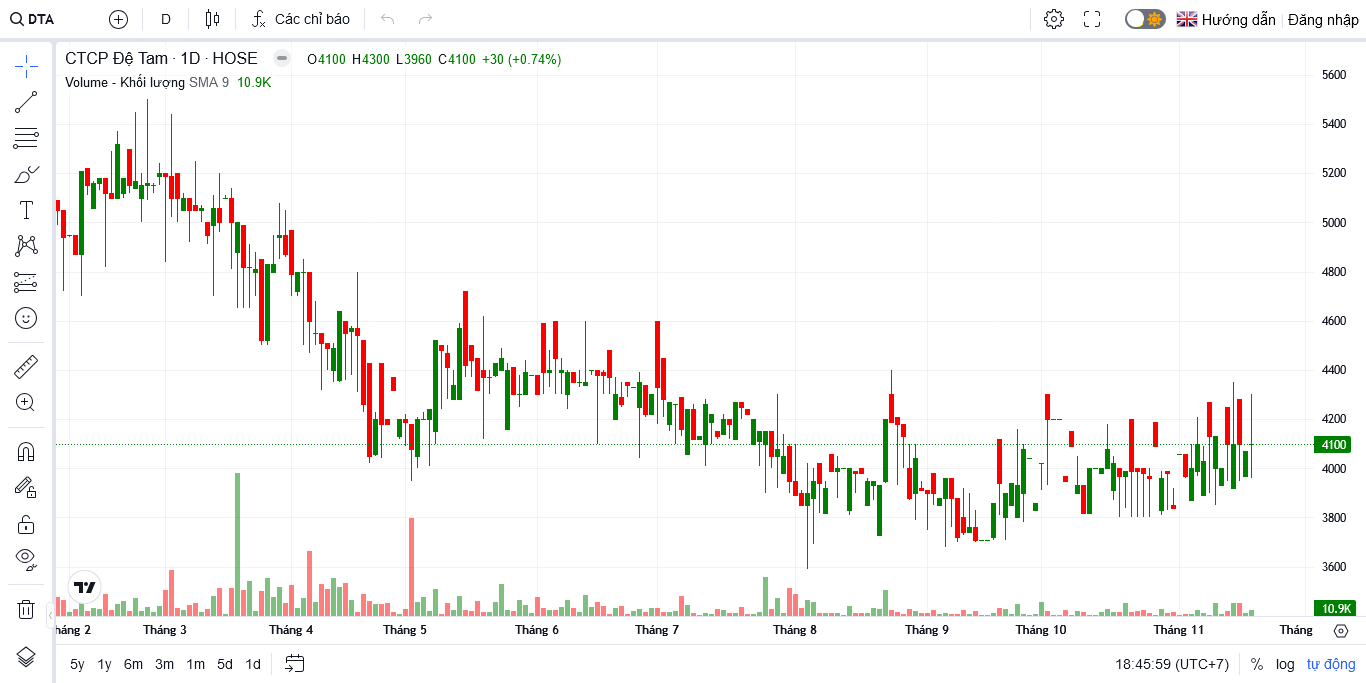 DTA D Các chỉ báo Hướng dẫn Đăng nhập
CTCP Đệ Tam · 1D · HOSE O4100 H4300 L3960 C4100 +30 (+0.74%)
Volume - Khối lượng SMA 9 10.9K
5600
5400
5200
5000
4800
4600
4400
4200
4100
4000
3800
3600
10.9K
háng 2 Tháng 3 Tháng 4 Tháng 5 Tháng 6 Tháng 7 Tháng 8 Tháng 9 Tháng 10 Tháng 11 Tháng
5y 1y 6m 3m 1m 5d 1d 18:45:59 (UTC+7) % log tự động